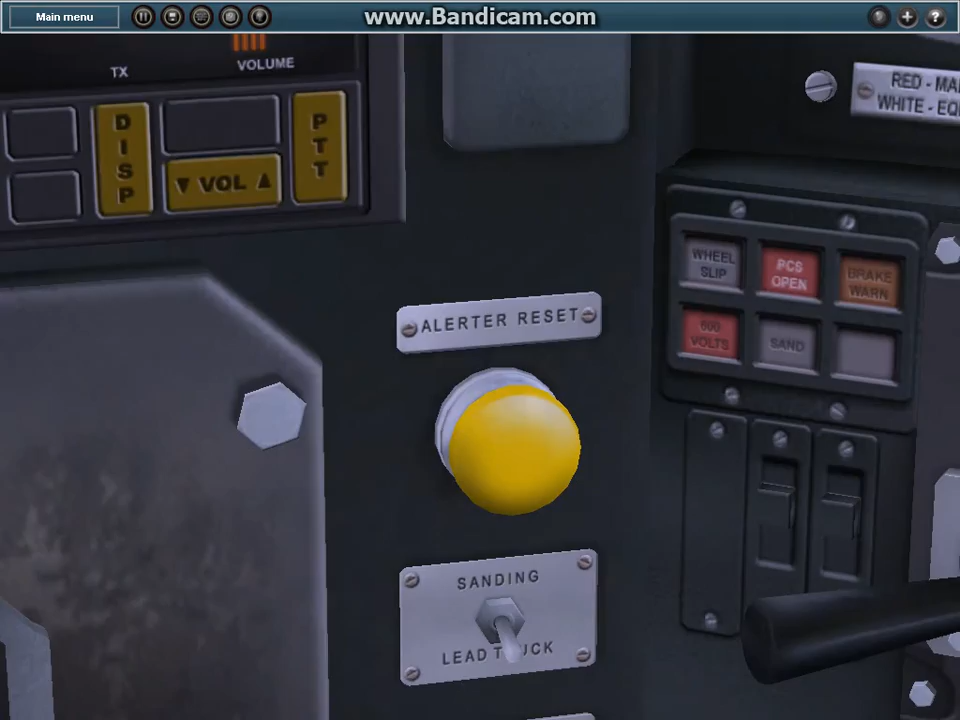 Main menu
www.Bandicam.com
?
TX
VOLUME
DISP
VOL
PTT
RED - MA
WHITE - EQ
WHEEL
SLIP
PCS
OPEN
BRAKE
WARN
600
VOLTS
SAND
ALERTER RESET
SANDING
LEAD TRUCK